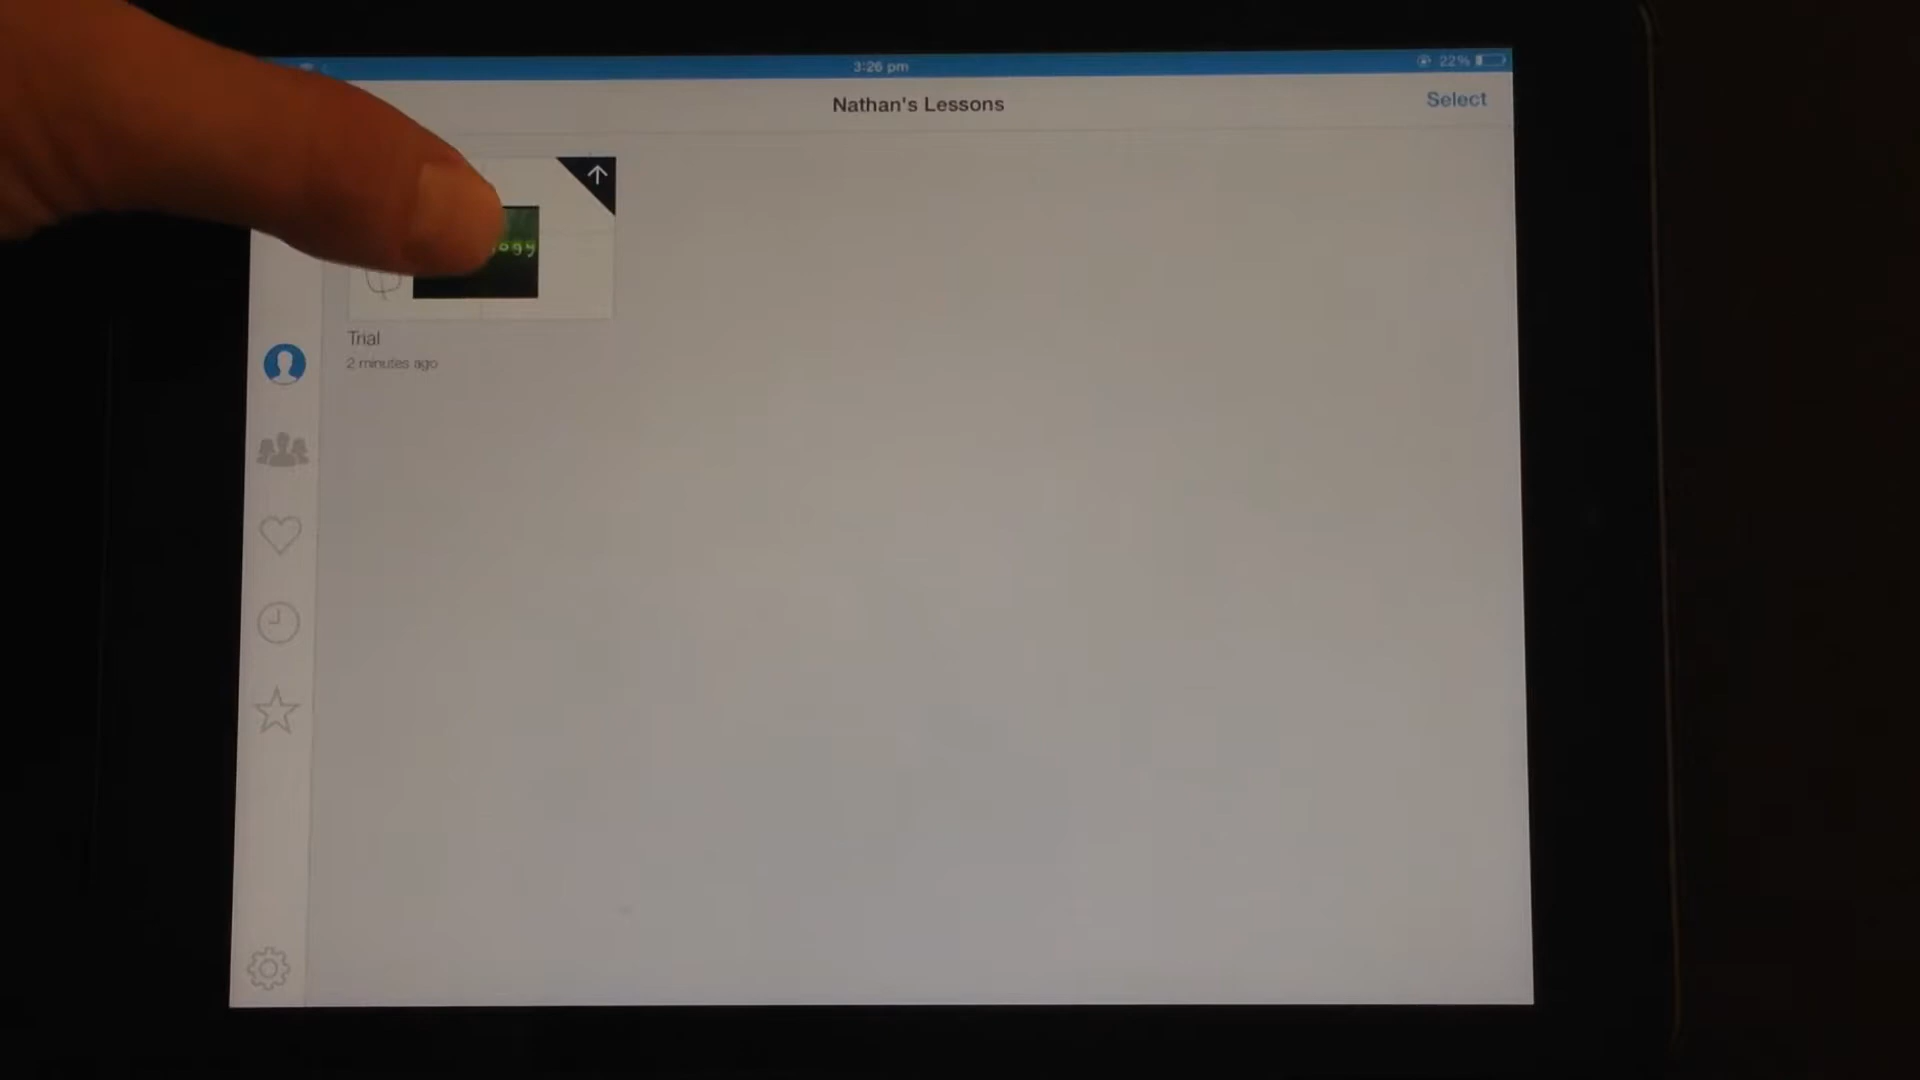 3:26 pm
22%
Nathan's Lessons
Select
Trial
2 minutes ago